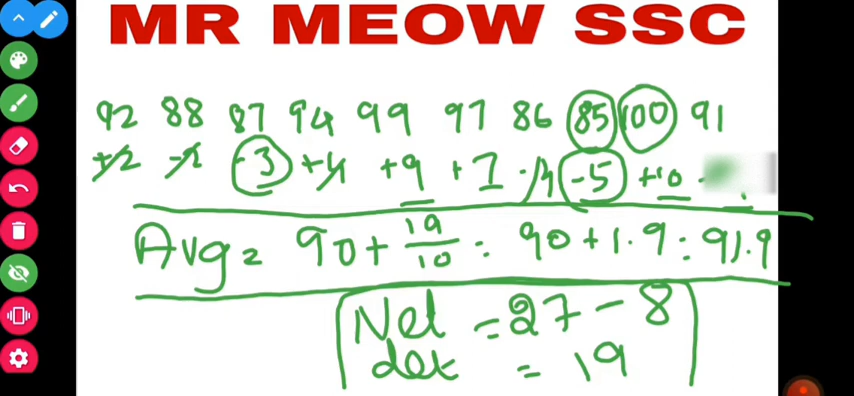 MR MEOW SSC
92 88 87 94 99 97 86 85 100 91
+2 -2 -3 +4 +9 +7 -4 -5 +10
Avg = 90 + 19/10 = 90 + 1.9 = 91.9
Net = 27 - 8
= 19